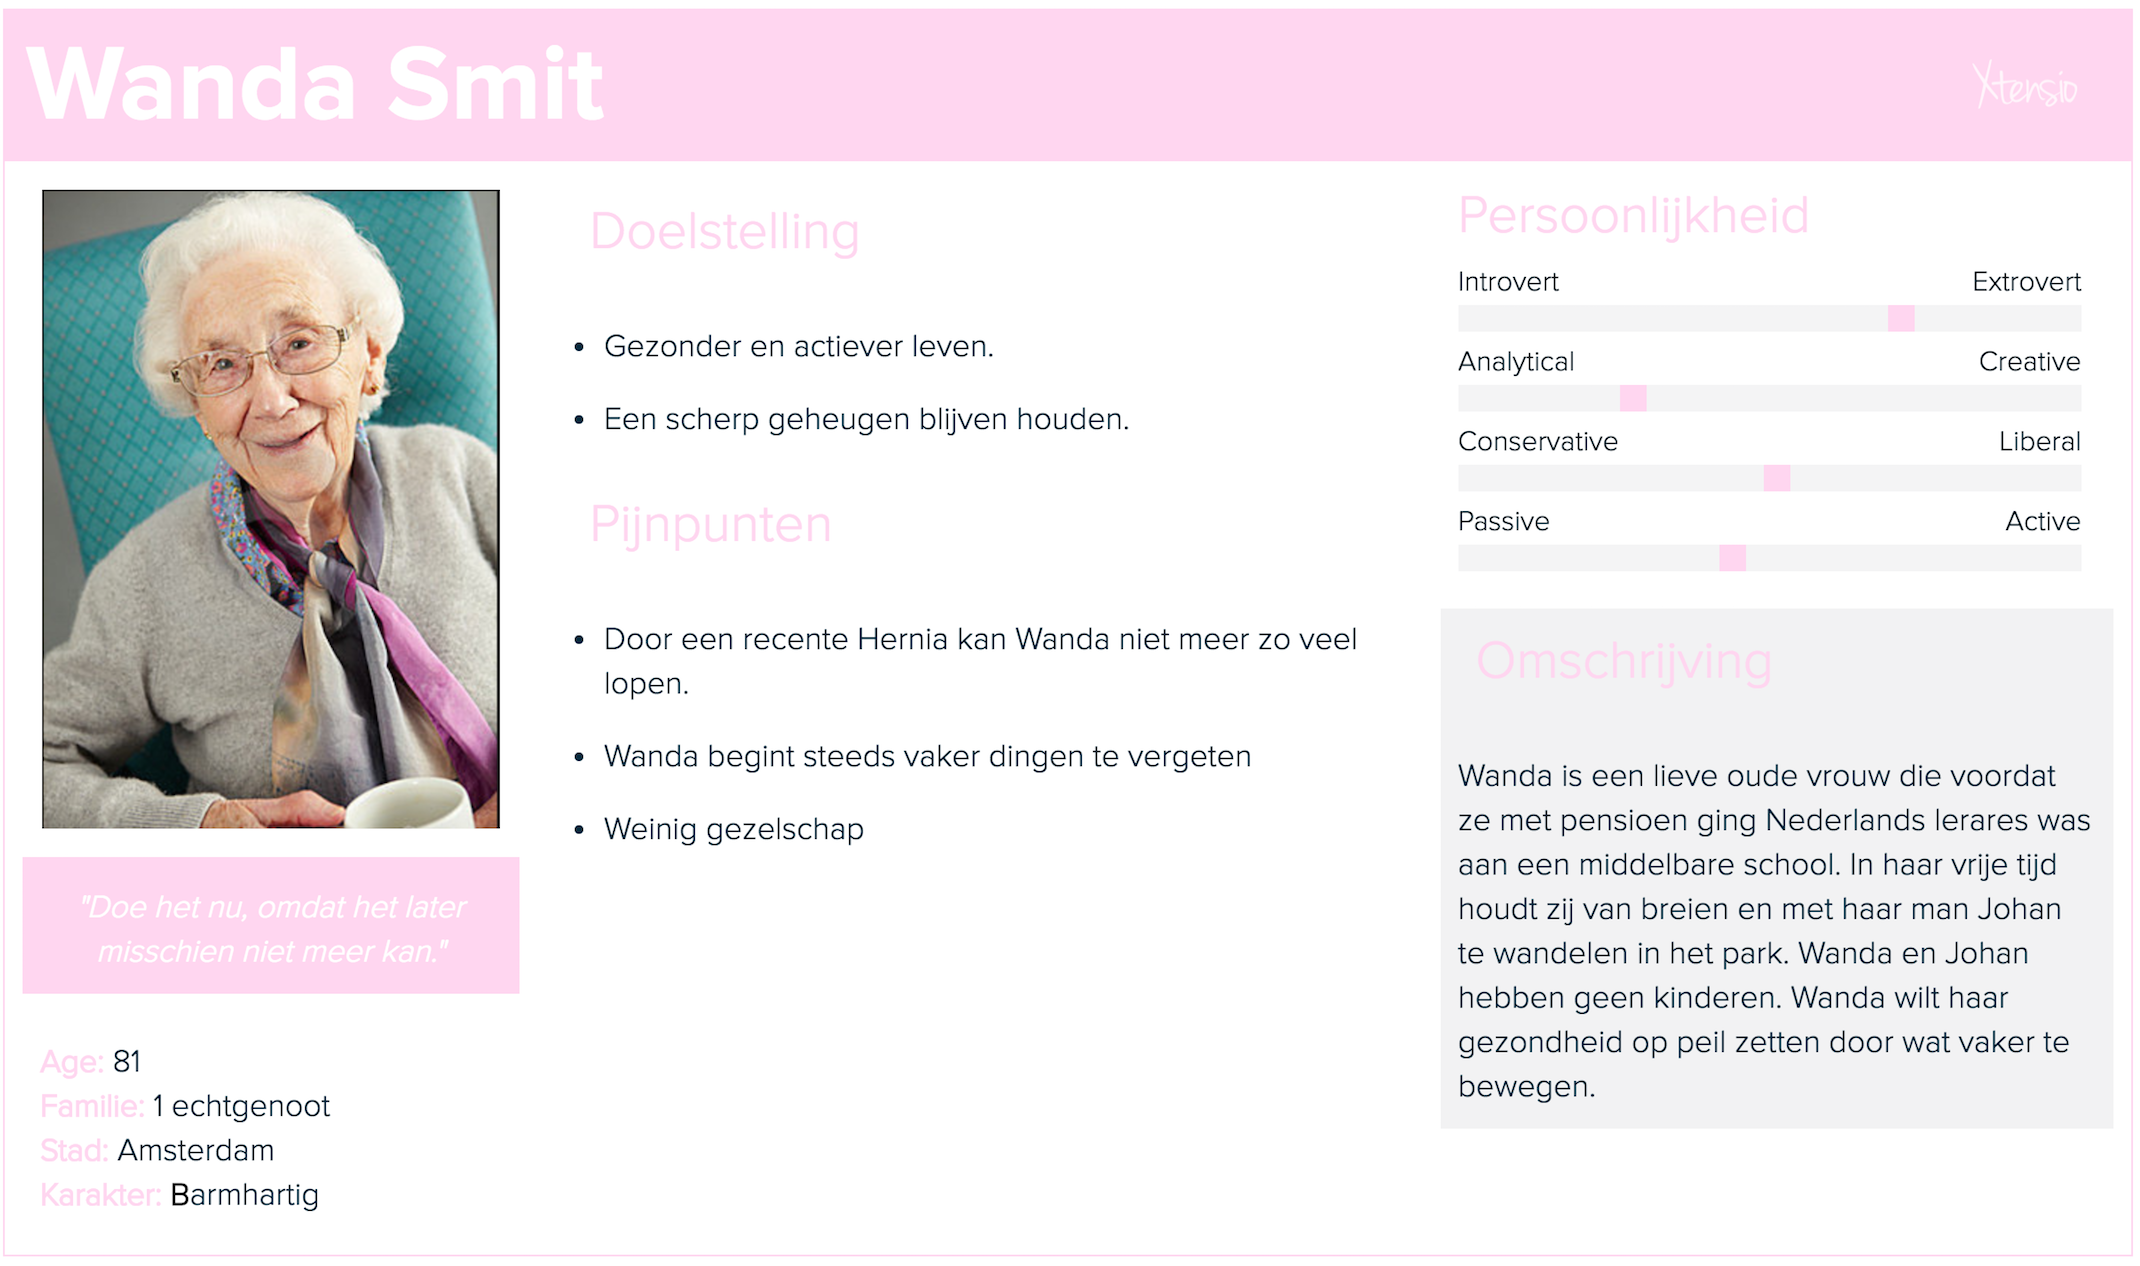 Wanda Smit
Xtensio
"Doe het nu, omdat het later
misschien niet meer kan."
Age: 81
Familie: 1 echtgenoot
Stad: Amsterdam
Karakter: Barmhartig
Doelstelling
• Gezonder en actiever leven.
• Een scherp geheugen blijven houden.
Pijnpunten
• Door een recente Hernia kan Wanda niet meer zo veel
lopen.
• Wanda begint steeds vaker dingen te vergeten
• Weinig gezelschap
Persoonlijkheid
Introvert Extrovert
Analytical Creative
Conservative Liberal
Passive Active
Omschrijving
Wanda is een lieve oude vrouw die voordat
ze met pensioen ging Nederlands lerares was
aan een middelbare school. In haar vrije tijd
houdt zij van breien en met haar man Johan
te wandelen in het park. Wanda en Johan
hebben geen kinderen. Wanda wilt haar
gezondheid op peil zetten door wat vaker te
bewegen.